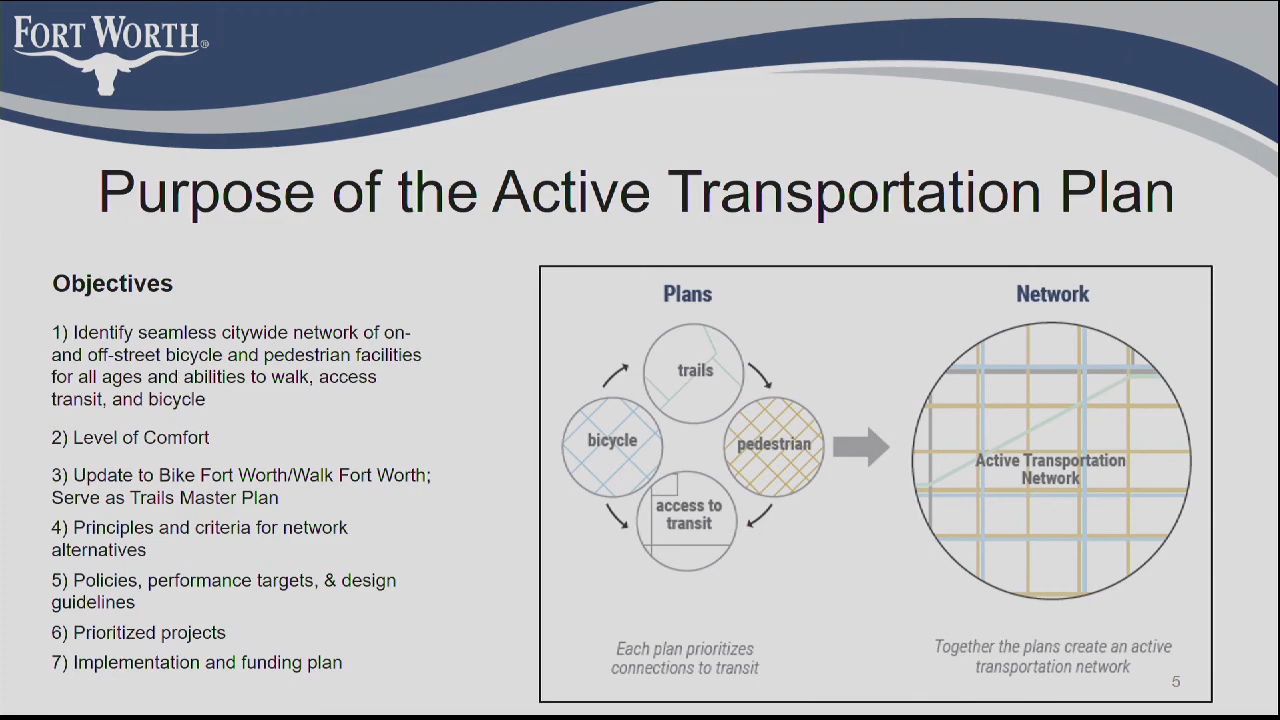 FORT WORTH®
Purpose of the Active Transportation Plan
Objectives
1) Identify seamless citywide network of on-
and off-street bicycle and pedestrian facilities
for all ages and abilities to walk, access
transit, and bicycle
2) Level of Comfort
3) Update to Bike Fort Worth/Walk Fort Worth;
Serve as Trails Master Plan
4) Principles and criteria for network
alternatives
5) Policies, performance targets, & design
guidelines
6) Prioritized projects
7) Implementation and funding plan
Plans
trails
bicycle
pedestrian
access to
transit
Each plan prioritizes
connections to transit
Network
Active Transportation
Network
Together the plans create an active
transportation network
5